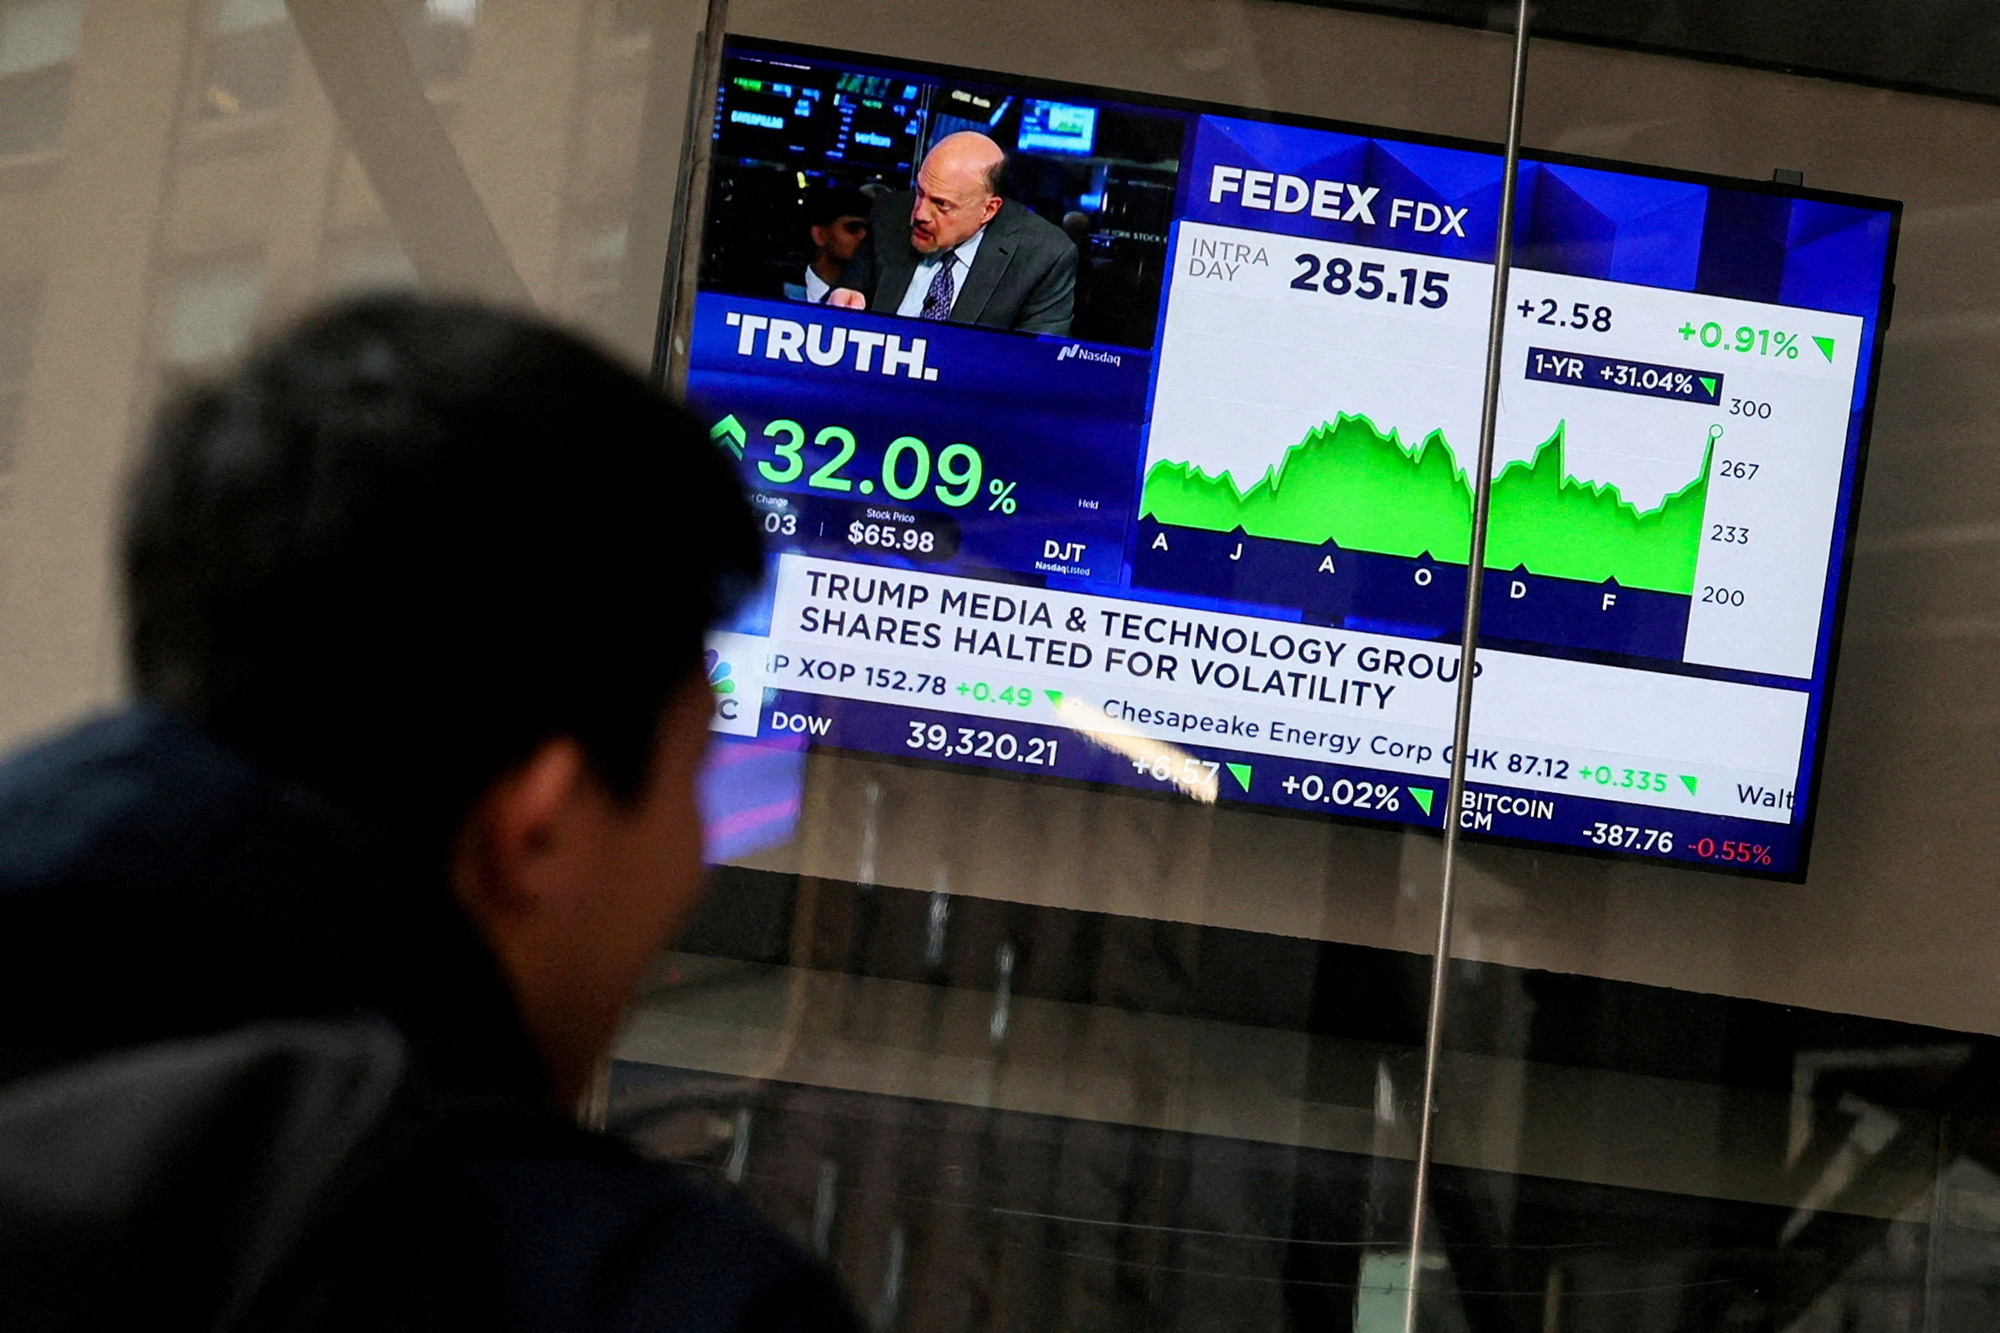 CATERPILLAR
verizon
TRUTH.
Nasdaq
32.09%
Change
.03
Stock Price
$65.98
Held
DJT
Nasdaq Listed
FEDEX FDX
INTRA
DAY
285.15
+2.58
+0.91%
1-YR +31.04%
300
267
233
200
A J A O D F
TRUMP MEDIA & TECHNOLOGY GROUP
SHARES HALTED FOR VOLATILITY
P XOP 152.78 +0.49 Chesapeake Energy Corp CHK 87.12 +0.335 Walt
DOW 39,320.21 +6.57 +0.02%
BITCOIN
CM
-387.76 -0.55%